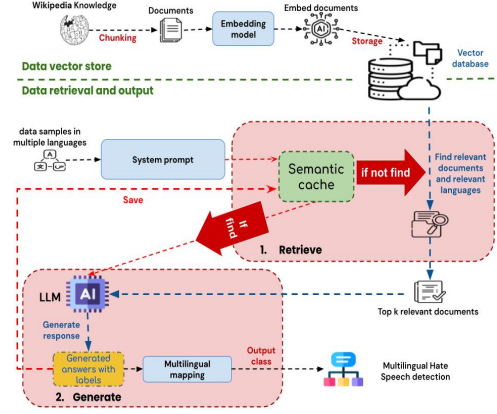 Wikipedia Knowledge
Chunking
Documents
Embedding
model
Embed documents
AI
Storage
Vector
database
Data vector store
Data retrieval and output
data samples in
multiple languages
A
System prompt
Semantic
cache
if not find
Find relevant
documents
and relevant
languages
Save
If
find
1. Retrieve
LLM
AI
Top k relevant documents
Generate
response
Generated
answers with
labels
Multilingual
mapping
Output
class
Multilingual Hate
Speech detection
2. Generate